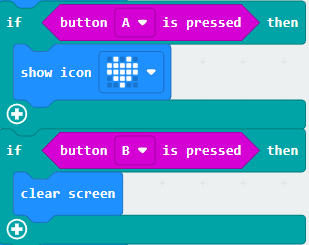 if button A is pressed then
show icon
if button B is pressed then
clear screen